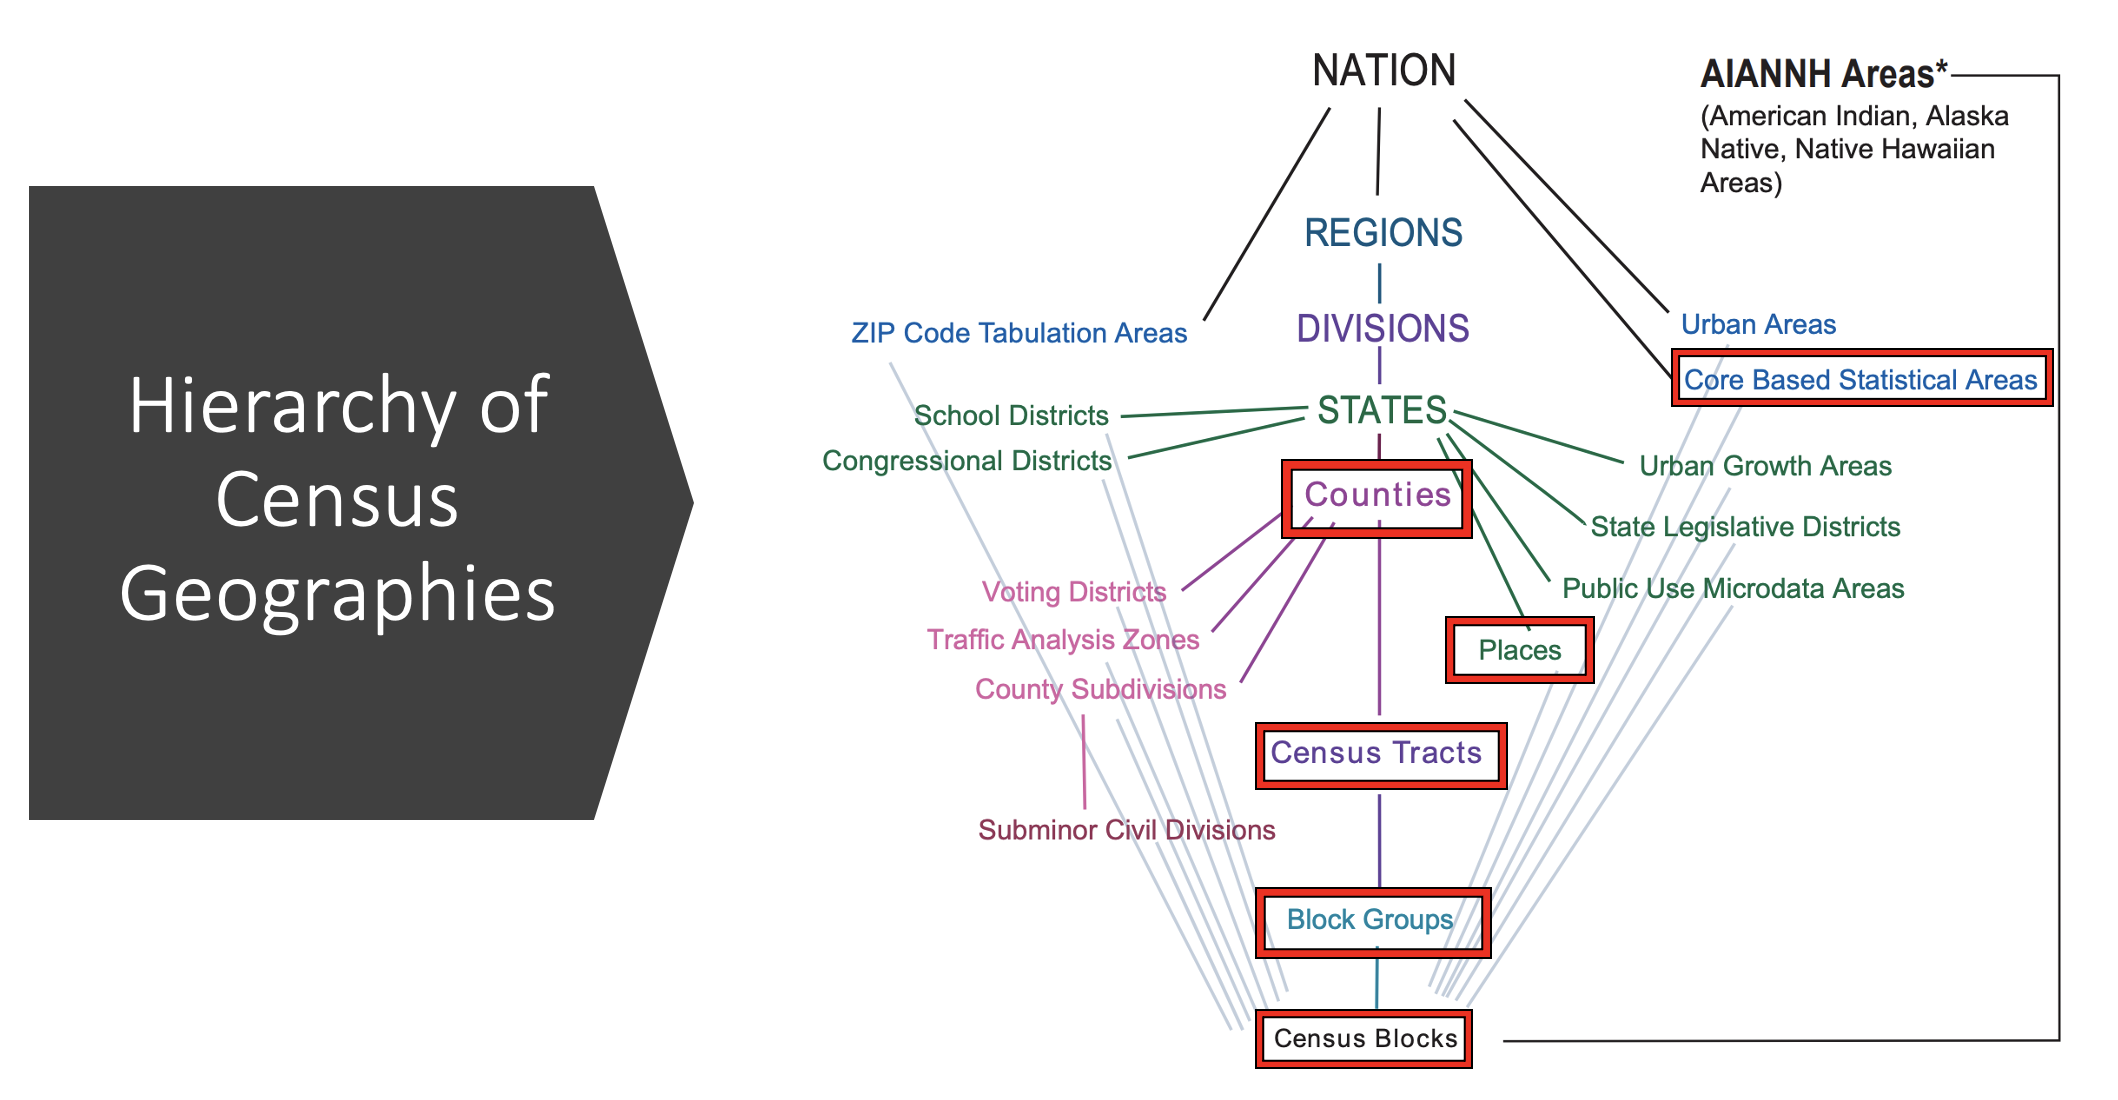 Hierarchy of
Census
Geographies
NATION
AIANNH Areas*
(American Indian, Alaska
Native, Native Hawaiian
Areas)
REGIONS
ZIP Code Tabulation Areas
DIVISIONS
Urban Areas
Core Based Statistical Areas
School Districts
STATES
Congressional Districts
Urban Growth Areas
Counties
State Legislative Districts
Voting Districts
Public Use Microdata Areas
Traffic Analysis Zones
Places
County Subdivisions
Census Tracts
Subminor Civil Divisions
Block Groups
Census Blocks